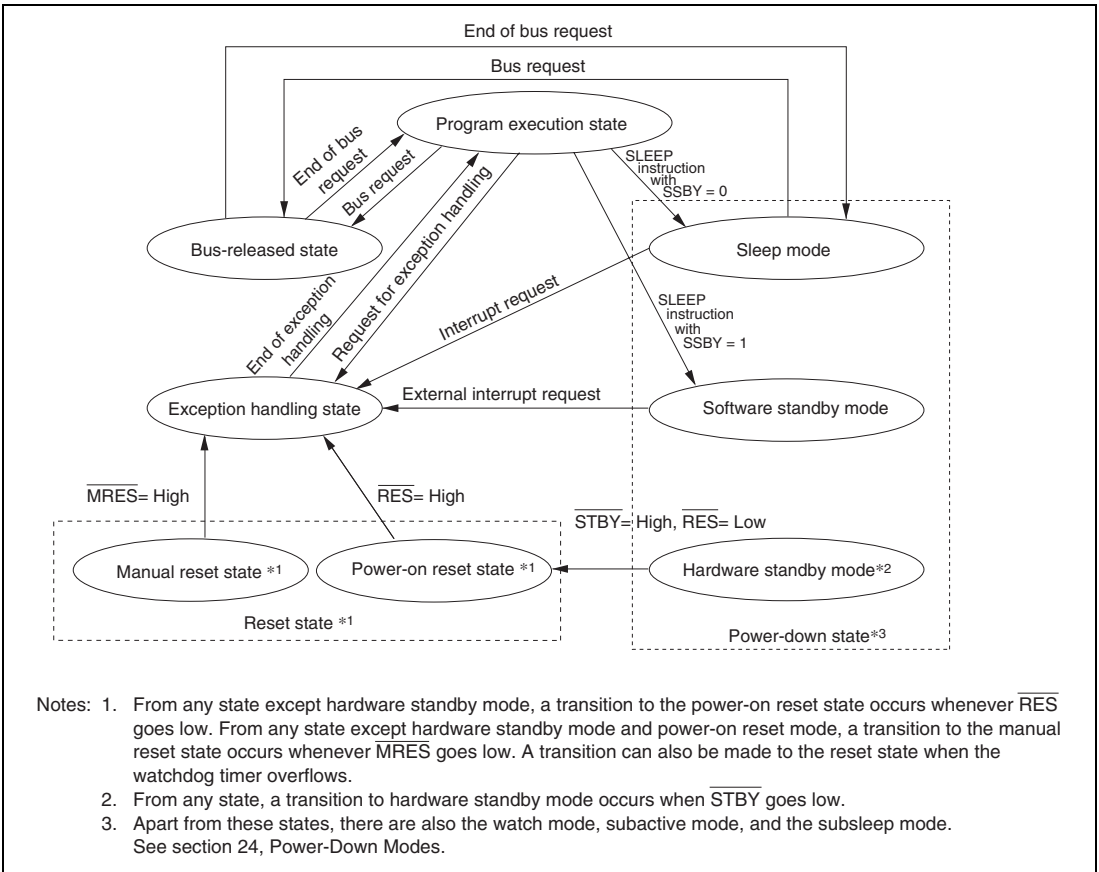 End of bus request
Bus request
Program execution state
End of bus
request
Bus request
SLEEP
instruction
with
SSBY = 0
Bus-released state
Sleep mode
End of exception
handling
Request for exception handling
Interrupt request
SLEEP
instruction
with
SSBY = 1
Exception handling state
External interrupt request
Software standby mode
M̅R̅E̅S̅= High
R̅E̅S̅= High
S̅T̅B̅Y̅= High, R̅E̅S̅= Low
Manual reset state *1
Power-on reset state *1
Hardware standby mode*2
Reset state *1
Power-down state*3
Notes: 1. From any state except hardware standby mode, a transition to the power-on reset state occurs whenever R̅E̅S̅
goes low. From any state except hardware standby mode and power-on reset mode, a transition to the manual
reset state occurs whenever M̅R̅E̅S̅ goes low. A transition can also be made to the reset state when the
watchdog timer overflows.
2. From any state, a transition to hardware standby mode occurs when S̅T̅B̅Y̅ goes low.
3. Apart from these states, there are also the watch mode, subactive mode, and the subsleep mode.
See section 24, Power-Down Modes.